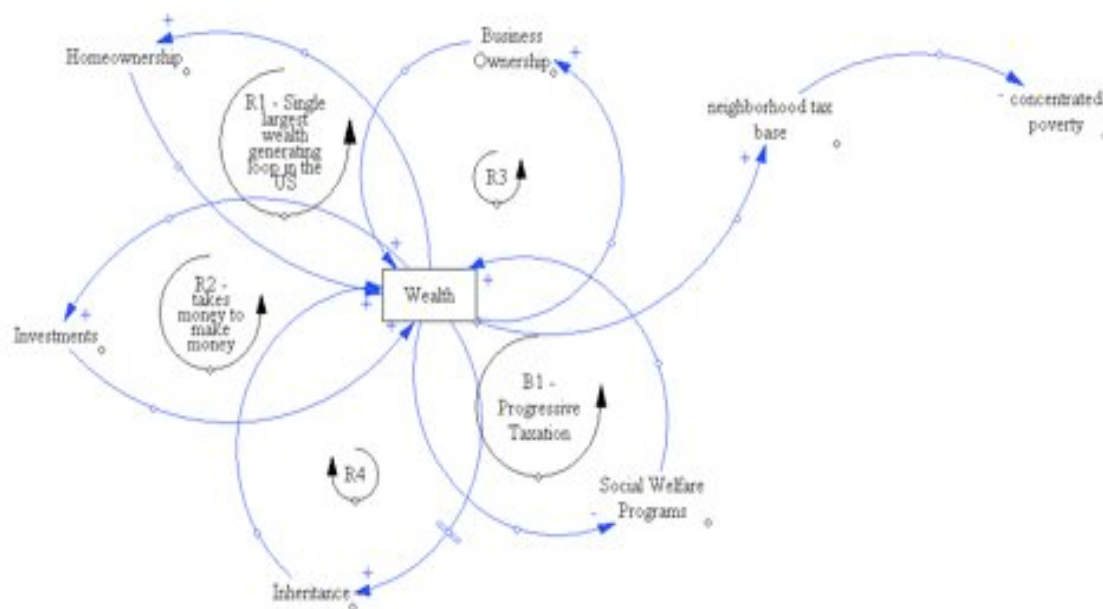 Homeownership
Business
Ownership
neighborhood tax
base
concentrated
poverty
R1 - Single
largest
wealth
generating
loop in the
US
R3
Wealth
R2 -
takes
money to
make
money
Investments
B1 -
Progressive
Taxation
R4
Social Welfare
Programs
Inheritance